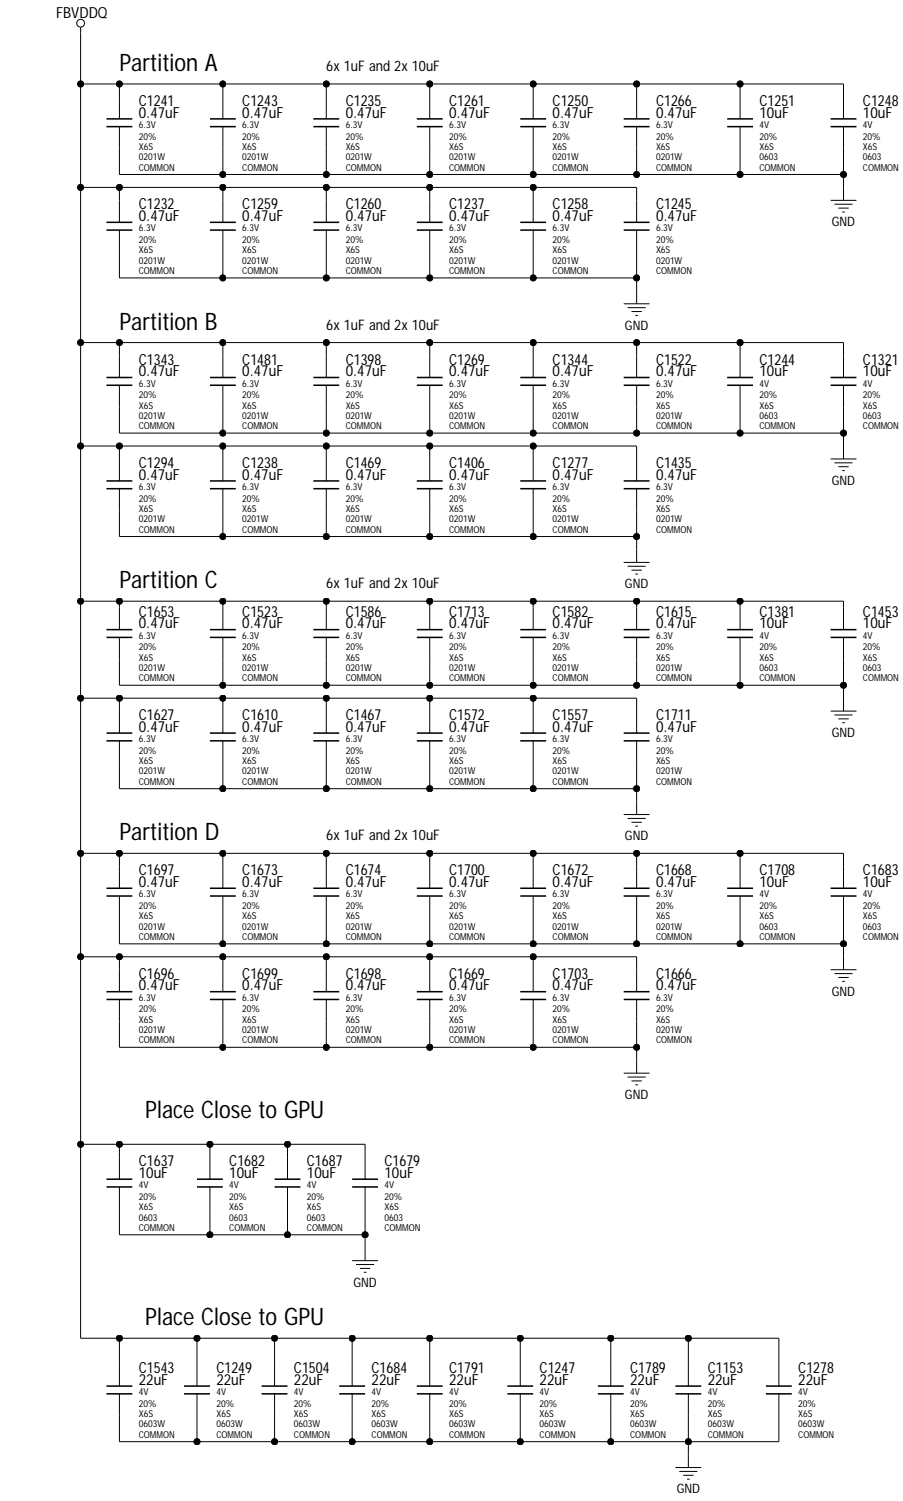 FBVDDQ
Partition A 6x 1uF and 2x 10uF
C1241 C1243 C1235 C1261 C1250 C1266 C1251 C1248
0.47uF 0.47uF 0.47uF 0.47uF 0.47uF 0.47uF 10uF 10uF
6.3V 6.3V 6.3V 6.3V 6.3V 6.3V 4V 4V
20% 20% 20% 20% 20% 20% 20% 20%
X6S X6S X6S X6S X6S X6S X6S X6S
0201W 0201W 0201W 0201W 0201W 0201W 0603 0603
COMMON COMMON COMMON COMMON COMMON COMMON COMMON COMMON
GND
C1232 C1259 C1260 C1237 C1258 C1245
0.47uF 0.47uF 0.47uF 0.47uF 0.47uF 0.47uF
6.3V 6.3V 6.3V 6.3V 6.3V 6.3V
20% 20% 20% 20% 20% 20%
X6S X6S X6S X6S X6S X6S
0201W 0201W 0201W 0201W 0201W 0201W
COMMON COMMON COMMON COMMON COMMON COMMON
GND
Partition B 6x 1uF and 2x 10uF
C1343 C1481 C1398 C1269 C1344 C1522 C1244 C1321
0.47uF 0.47uF 0.47uF 0.47uF 0.47uF 0.47uF 10uF 10uF
6.3V 6.3V 6.3V 6.3V 6.3V 6.3V 4V 4V
20% 20% 20% 20% 20% 20% 20% 20%
X6S X6S X6S X6S X6S X6S X6S X6S
0201W 0201W 0201W 0201W 0201W 0201W 0603 0603
COMMON COMMON COMMON COMMON COMMON COMMON COMMON COMMON
GND
C1294 C1238 C1469 C1406 C1277 C1435
0.47uF 0.47uF 0.47uF 0.47uF 0.47uF 0.47uF
6.3V 6.3V 6.3V 6.3V 6.3V 6.3V
20% 20% 20% 20% 20% 20%
X6S X6S X6S X6S X6S X6S
0201W 0201W 0201W 0201W 0201W 0201W
COMMON COMMON COMMON COMMON COMMON COMMON
GND
Partition C 6x 1uF and 2x 10uF
C1653 C1523 C1586 C1713 C1582 C1615 C1381 C1453
0.47uF 0.47uF 0.47uF 0.47uF 0.47uF 0.47uF 10uF 10uF
6.3V 6.3V 6.3V 6.3V 6.3V 6.3V 4V 4V
20% 20% 20% 20% 20% 20% 20% 20%
X6S X6S X6S X6S X6S X6S X6S X6S
0201W 0201W 0201W 0201W 0201W 0201W 0603 0603
COMMON COMMON COMMON COMMON COMMON COMMON COMMON COMMON
GND
C1627 C1610 C1467 C1572 C1557 C1711
0.47uF 0.47uF 0.47uF 0.47uF 0.47uF 0.47uF
6.3V 6.3V 6.3V 6.3V 6.3V 6.3V
20% 20% 20% 20% 20% 20%
X6S X6S X6S X6S X6S X6S
0201W 0201W 0201W 0201W 0201W 0201W
COMMON COMMON COMMON COMMON COMMON COMMON
GND
Partition D 6x 1uF and 2x 10uF
C1697 C1673 C1674 C1700 C1672 C1668 C1708 C1683
0.47uF 0.47uF 0.47uF 0.47uF 0.47uF 0.47uF 10uF 10uF
6.3V 6.3V 6.3V 6.3V 6.3V 6.3V 4V 4V
20% 20% 20% 20% 20% 20% 20% 20%
X6S X6S X6S X6S X6S X6S X6S X6S
0201W 0201W 0201W 0201W 0201W 0201W 0603 0603
COMMON COMMON COMMON COMMON COMMON COMMON COMMON COMMON
GND
C1696 C1699 C1698 C1669 C1703 C1666
0.47uF 0.47uF 0.47uF 0.47uF 0.47uF 0.47uF
6.3V 6.3V 6.3V 6.3V 6.3V 6.3V
20% 20% 20% 20% 20% 20%
X6S X6S X6S X6S X6S X6S
0201W 0201W 0201W 0201W 0201W 0201W
COMMON COMMON COMMON COMMON COMMON COMMON
GND
Place Close to GPU
C1637 C1682 C1687 C1679
10uF 10uF 10uF 10uF
4V 4V 4V 4V
20% 20% 20% 20%
X6S X6S X6S X6S
0603 0603 0603 0603
COMMON COMMON COMMON COMMON
GND
Place Close to GPU
C1543 C1249 C1504 C1684 C1791 C1247 C1789 C1153 C1278
22uF 22uF 22uF 22uF 22uF 22uF 22uF 22uF 22uF
4V 4V 4V 4V 4V 4V 4V 4V 4V
20% 20% 20% 20% 20% 20% 20% 20% 20%
X6S X6S X6S X6S X6S X6S X6S X6S X6S
0603W 0603W 0603W 0603W 0603W 0603W 0603W 0603W 0603W
COMMON COMMON COMMON COMMON COMMON COMMON COMMON COMMON COMMON
GND